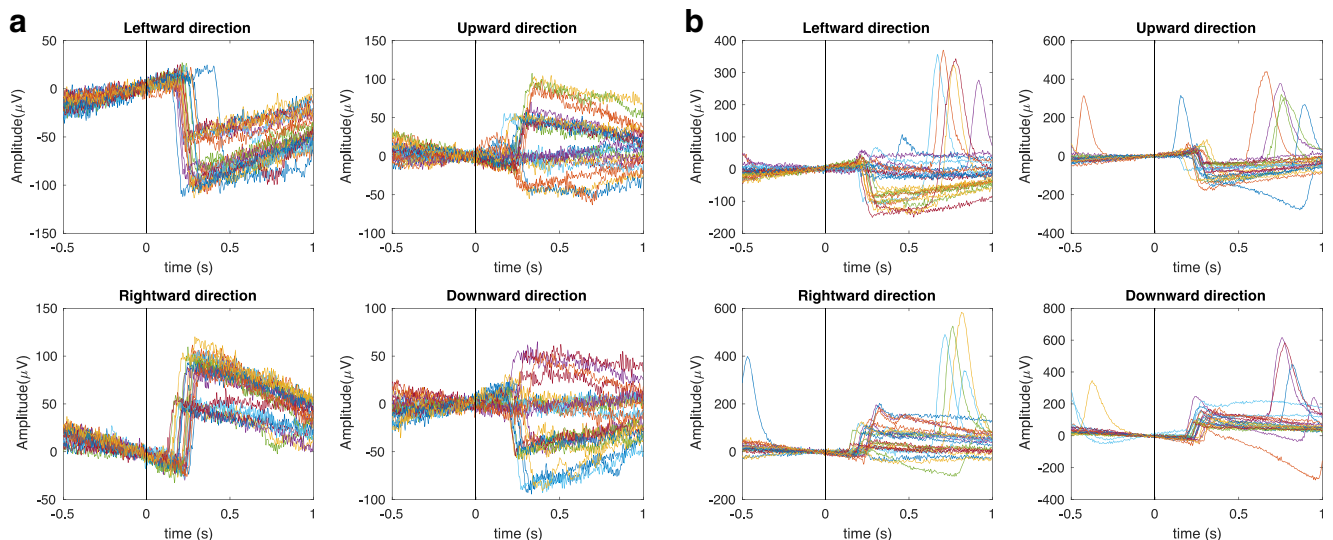 a
Leftward direction
Amplitude(μV)
50
0
-50
-100
-150
-0.5 0 0.5 1
time (s)
Upward direction
Amplitude(μV)
150
100
50
0
-50
-100
-0.5 0 0.5 1
time (s)
Rightward direction
Amplitude(μV)
150
100
50
0
-50
-0.5 0 0.5 1
time (s)
Downward direction
Amplitude(μV)
100
50
0
-50
-100
-0.5 0 0.5 1
time (s)
b
Leftward direction
Amplitude(μV)
400
300
200
100
0
-100
-200
-0.5 0 0.5 1
time (s)
Upward direction
Amplitude(μV)
600
400
200
0
-200
-400
-0.5 0 0.5 1
time (s)
Rightward direction
Amplitude(μV)
600
400
200
0
-200
-0.5 0 0.5 1
time (s)
Downward direction
Amplitude(μV)
800
600
400
200
0
-200
-400
-0.5 0 0.5 1
time (s)